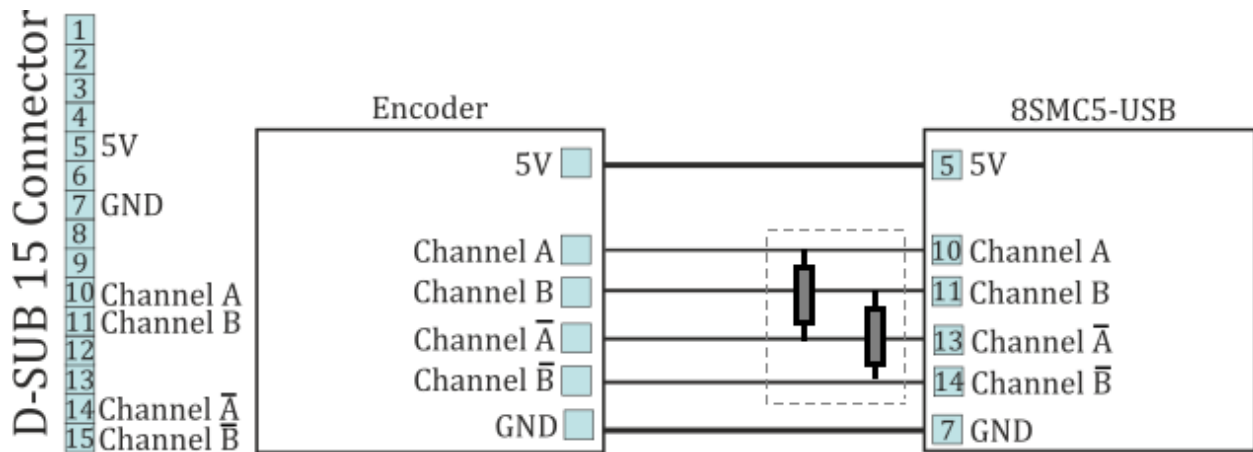 D-SUB 15 Connector
1
2
3
4
5 5V
6
7 GND
8
9
10 Channel A
11 Channel B
12
13
14 Channel A̅
15 Channel B̅
Encoder
5V
Channel A
Channel B
Channel A̅
Channel B̅
GND
8SMC5-USB
5 5V
10 Channel A
11 Channel B
13 Channel A̅
14 Channel B̅
7 GND